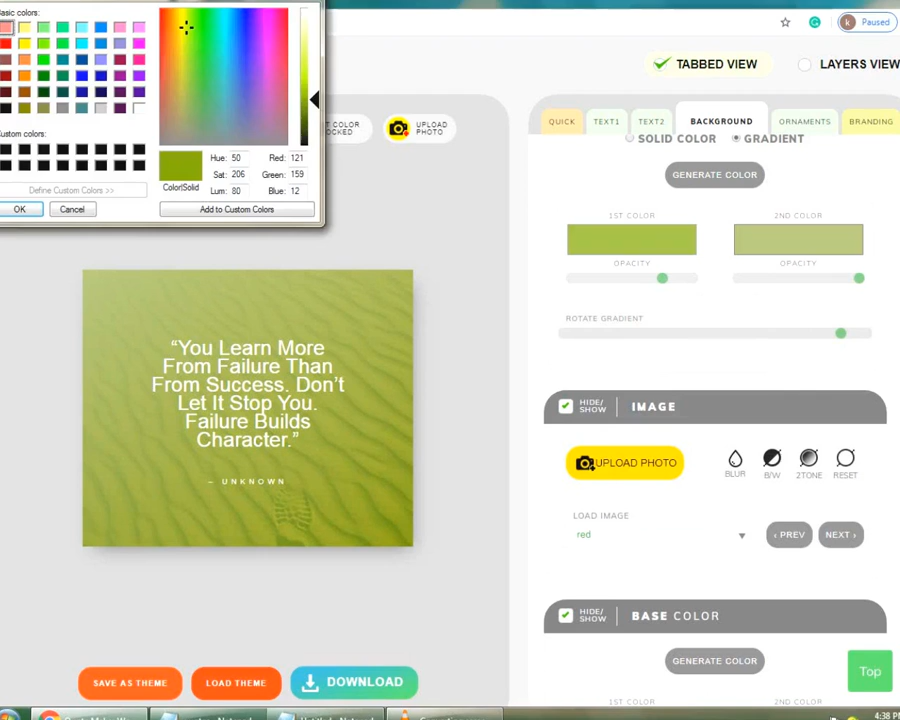 Basic colors:
Custom colors:
Define Custom Colors >>
OK
Cancel
Hue: 50
Red: 121
Sat: 206
Green: 159
Color|Solid
Lum: 80
Blue: 12
Add to Custom Colors
k
Paused
TABBED VIEW
LAYERS VIEW
UPLOAD
PHOTO
QUICK
TEXT1
TEXT2
BACKGROUND
ORNAMENTS
BRANDING
SOLID COLOR
GRADIENT
GENERATE COLOR
1ST COLOR
2ND COLOR
OPACITY
OPACITY
ROTATE GRADIENT
HIDE/
SHOW
IMAGE
UPLOAD PHOTO
BLUR
B/W
2TONE
RESET
LOAD IMAGE
red
‹ PREV
NEXT ›
HIDE/
SHOW
BASE COLOR
GENERATE COLOR
1ST COLOR
2ND COLOR
Top
“You Learn More
From Failure Than
From Success. Don’t
Let It Stop You.
Failure Builds
Character.”
– UNKNOWN
SAVE AS THEME
LOAD THEME
DOWNLOAD
4:38 PM